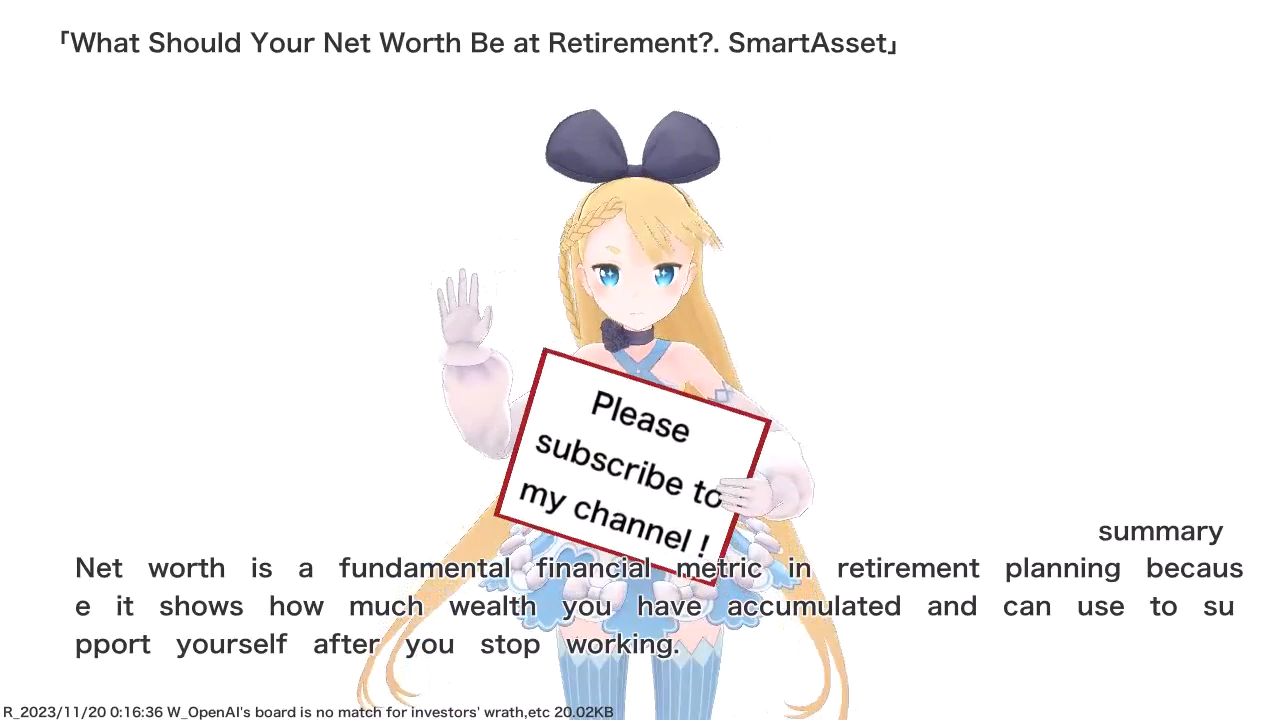 「What Should Your Net Worth Be at Retirement?. SmartAsset」
Please
subscribe to
my channel !
summary
Net worth is a fundamental financial metric in retirement planning becaus
e it shows how much wealth you have accumulated and can use to su
pport yourself after you stop working.
R_2023/11/20 0:16:36 W_OpenAI's board is no match for investors' wrath,etc 20.02KB